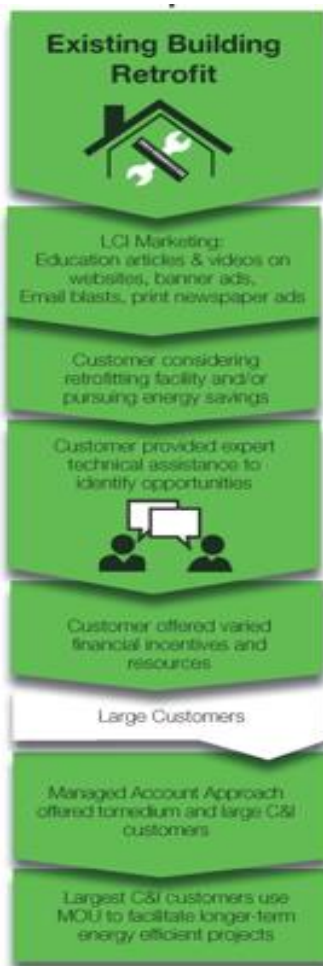 Existing Building
Retrofit
LCI Marketing:
Education articles & videos on
websites, banner ads,
Email blasts, print newspaper ads
Customer considering
retrofitting facility and/or
pursuing energy savings
Customer provided expert
technical assistance to
identify opportunities
Customer offered varied
financial incentives and
resources
Large Customers
Managed Account Approach
offered tomedium and large C&I
customers
Largest C&I customers use
MOU to facilitate longer-term
energy efficient projects